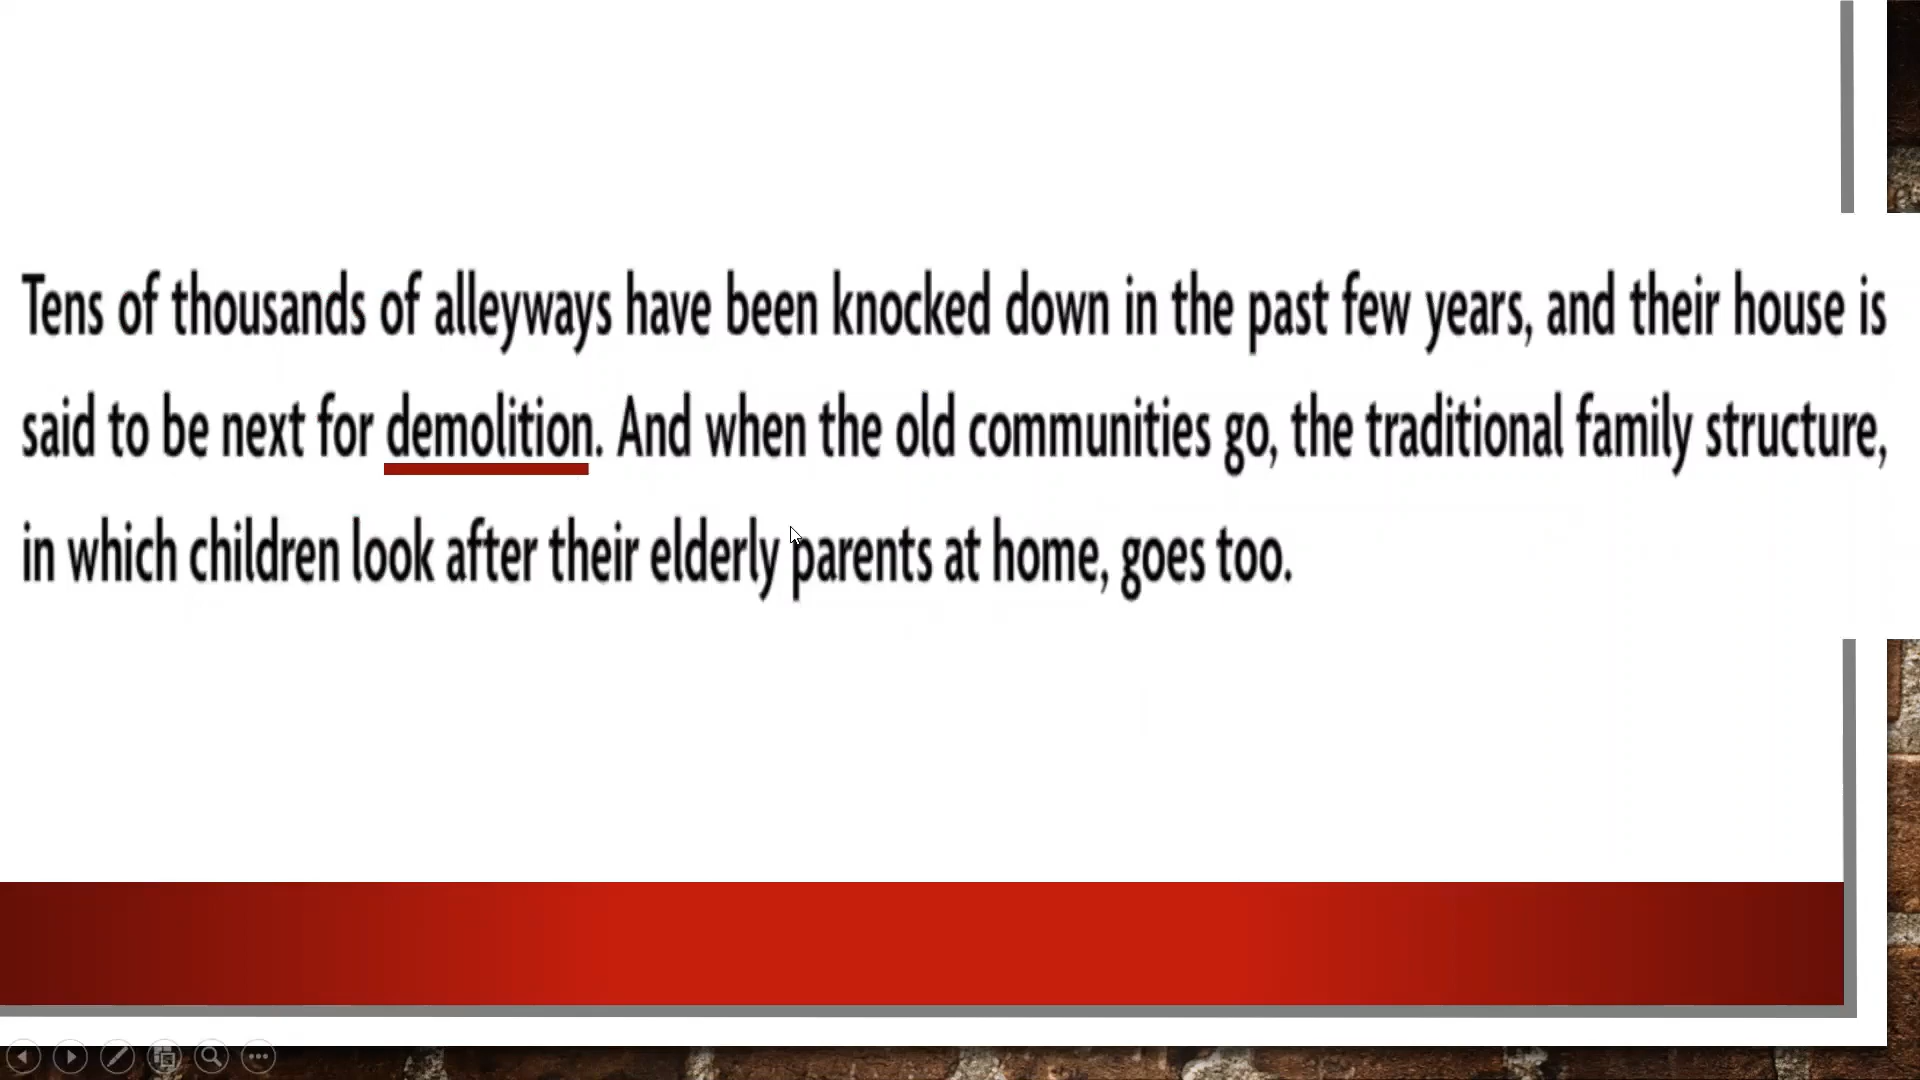 Tens of thousands of alleyways have been knocked down in the past few years, and their house is
said to be next for demolition. And when the old communities go, the traditional family structure,
in which children look after their elderly parents at home, goes too.